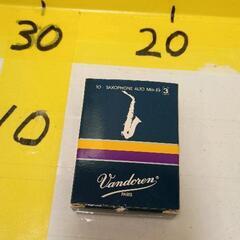 30 20
10
10 SAXOPHONE ALTO Mib-Eb 3
Vandoren®
PARIS